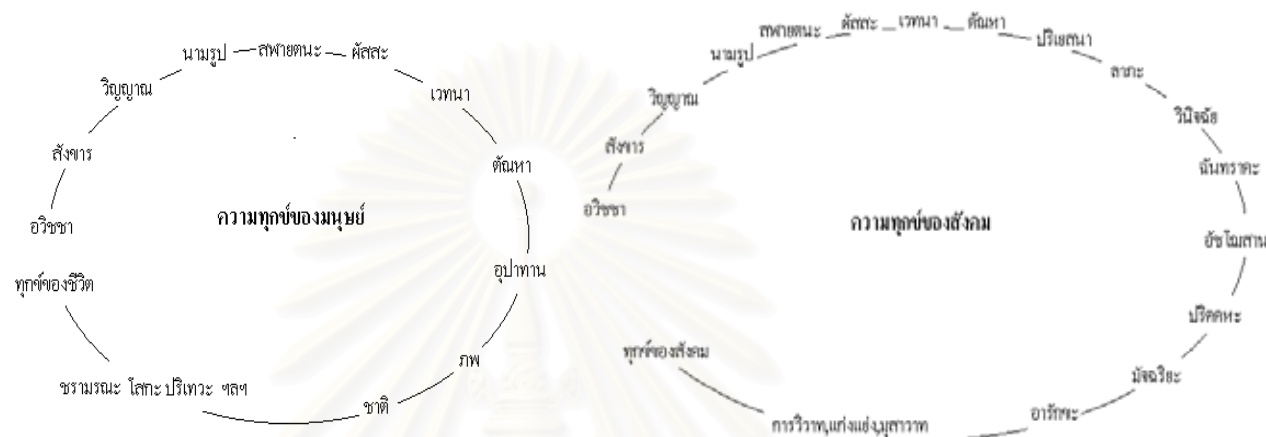 อวิชชา
สังขาร
วิญญาณ
นามรูป
สฬายตนะ
ผัสสะ
เวทนา
ตัณหา
อุปาทาน
ภพ
ชาติ
ชรามรณะ โสกะ ปริเทวะ ฯลฯ
ทุกข์ของชีวิต
ความทุกข์ของมนุษย์
อวิชชา
สังขาร
วิญญาณ
นามรูป
สฬายตนะ
ผัสสะ
เวทนา
ตัณหา
ปริเยสนา
ลาภะ
วินิจฉัย
ฉันทราคะ
อัชโฌสาน
ปริคคหะ
มัจฉริยะ
อารักขะ
การวิวาท,แก่งแย่ง,มุสาวาท
ทุกข์ของสังคม
ความทุกข์ของสังคม